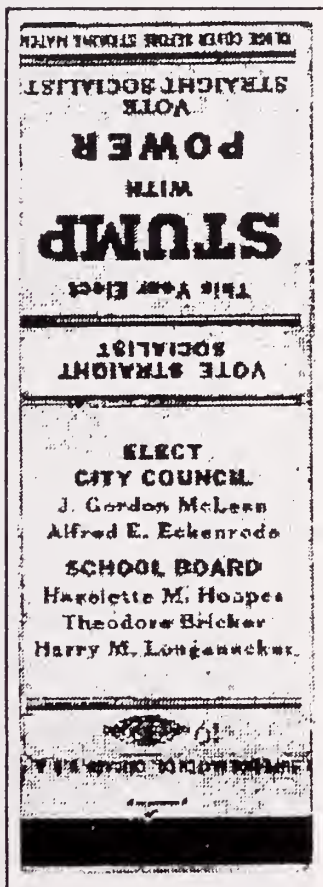 VOTE STRAIGHT
SOCIALIST
This Year Elect
STUMP
WITH
POWER
VOTE
STRAIGHT SOCIALIST
CLOSE COVER BEFORE STRIKING MATCH
ELECT
CITY COUNCIL
J. Gordon McLean
Alfred E. Eckenrode
SCHOOL BOARD
Hazelette M. Hoopes
Theodore Bricker
Harry M. Longenecker